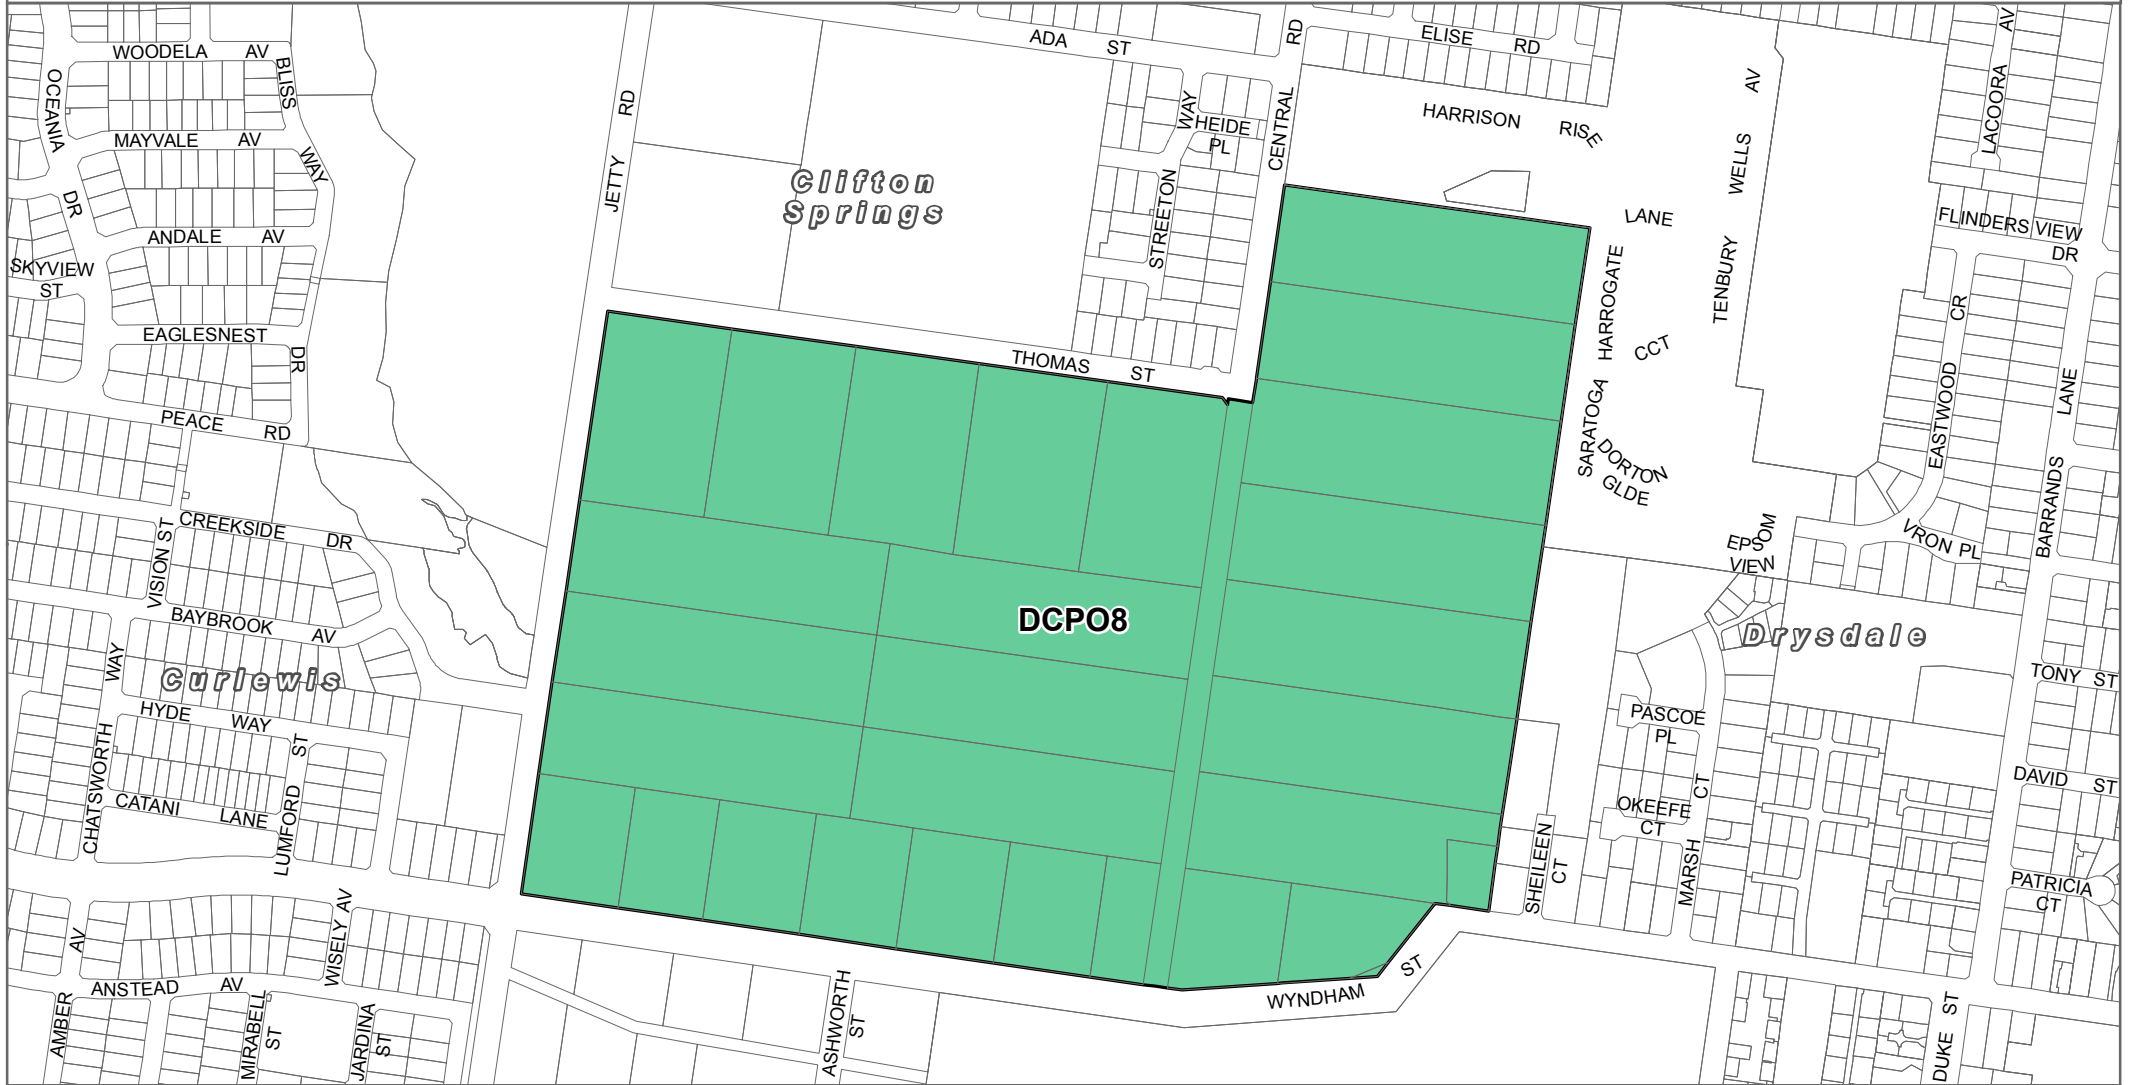 WOODELA AV
BLISS WAY
OCEANIA DR
MAYVALE AV
ANDALE AV
SKYVIEW ST
EAGLESNEST DR
PEACE RD
CREEKSIDE DR
VISION ST
BAYBROOK AV
Curlewis
HYDE WAY
CHATSWORTH WAY
CATANI LANE
LUMFORD ST
WISELY AV
ANSTEAD AV
AMBER AV
MIRABELL ST
JARDINA ST
JETTY RD
Clifton
Springs
ADA ST
HEIDE PL
STREETON WAY
CENTRAL RD
THOMAS ST
ELISE RD
HARRISON RISE
TENBURY WELLS AV
HARROGATE LANE
SARATOGA CCT
DORTON GLDE
EPSOM VIEW
DCPO8
ASHWORTH ST
WYNDHAM ST
SHEILEEN CT
PASCOE PL
OKEEFE CT
MARSH CT
Drysdale
LACOORA AV
FLINDERS VIEW DR
EASTWOOD CR
VRON PL
BARRANDS LANE
TONY ST
DAVID ST
PATRICIA CT
DUKE ST